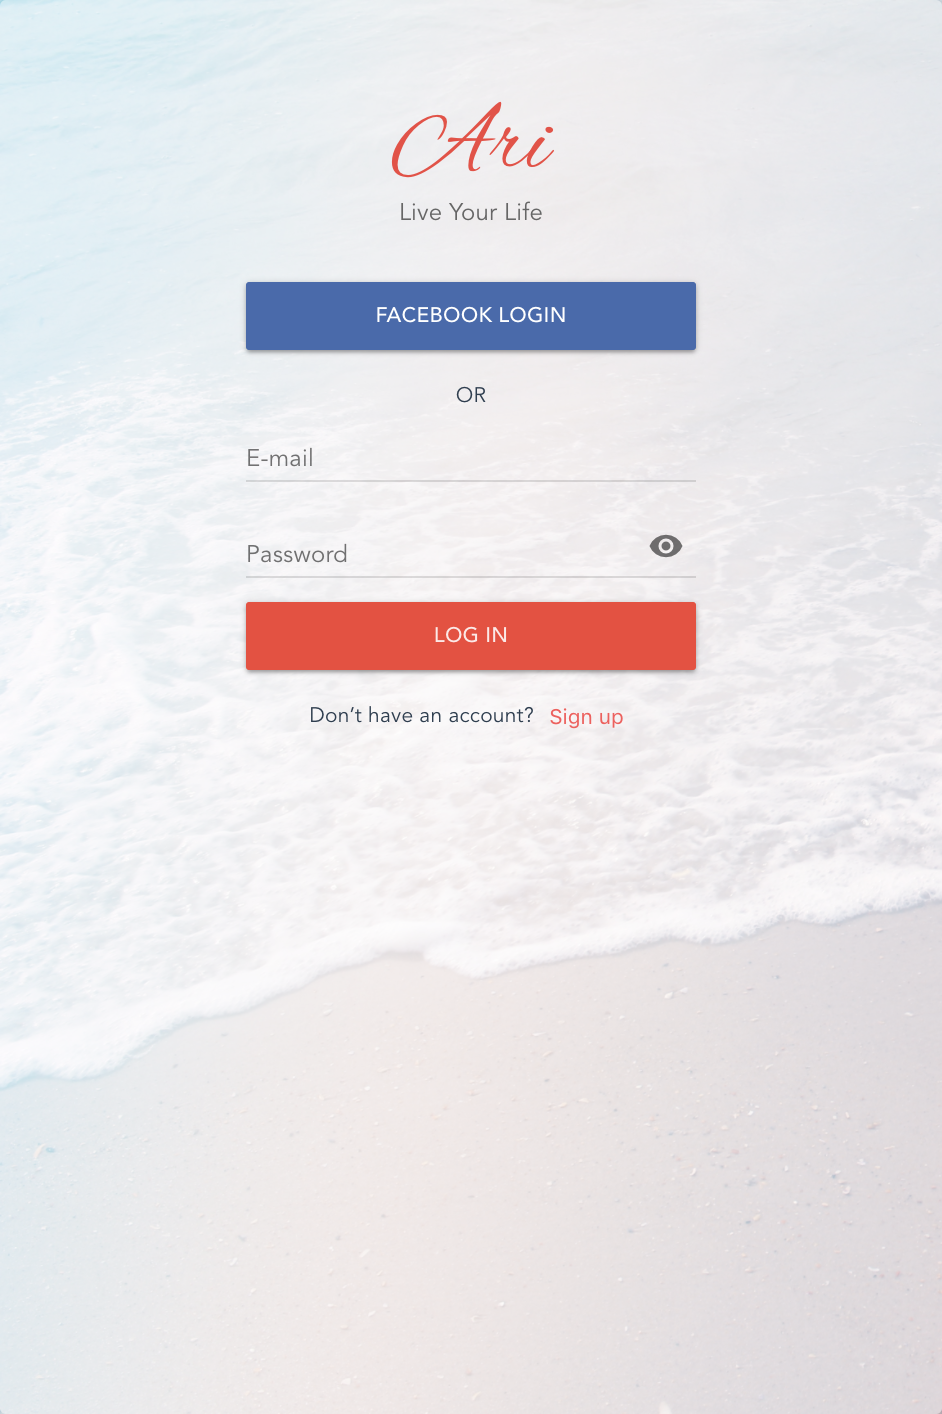 Ari
Live Your Life
FACEBOOK LOGIN
OR
E-mail
Password
LOG IN
Don’t have an account? Sign up